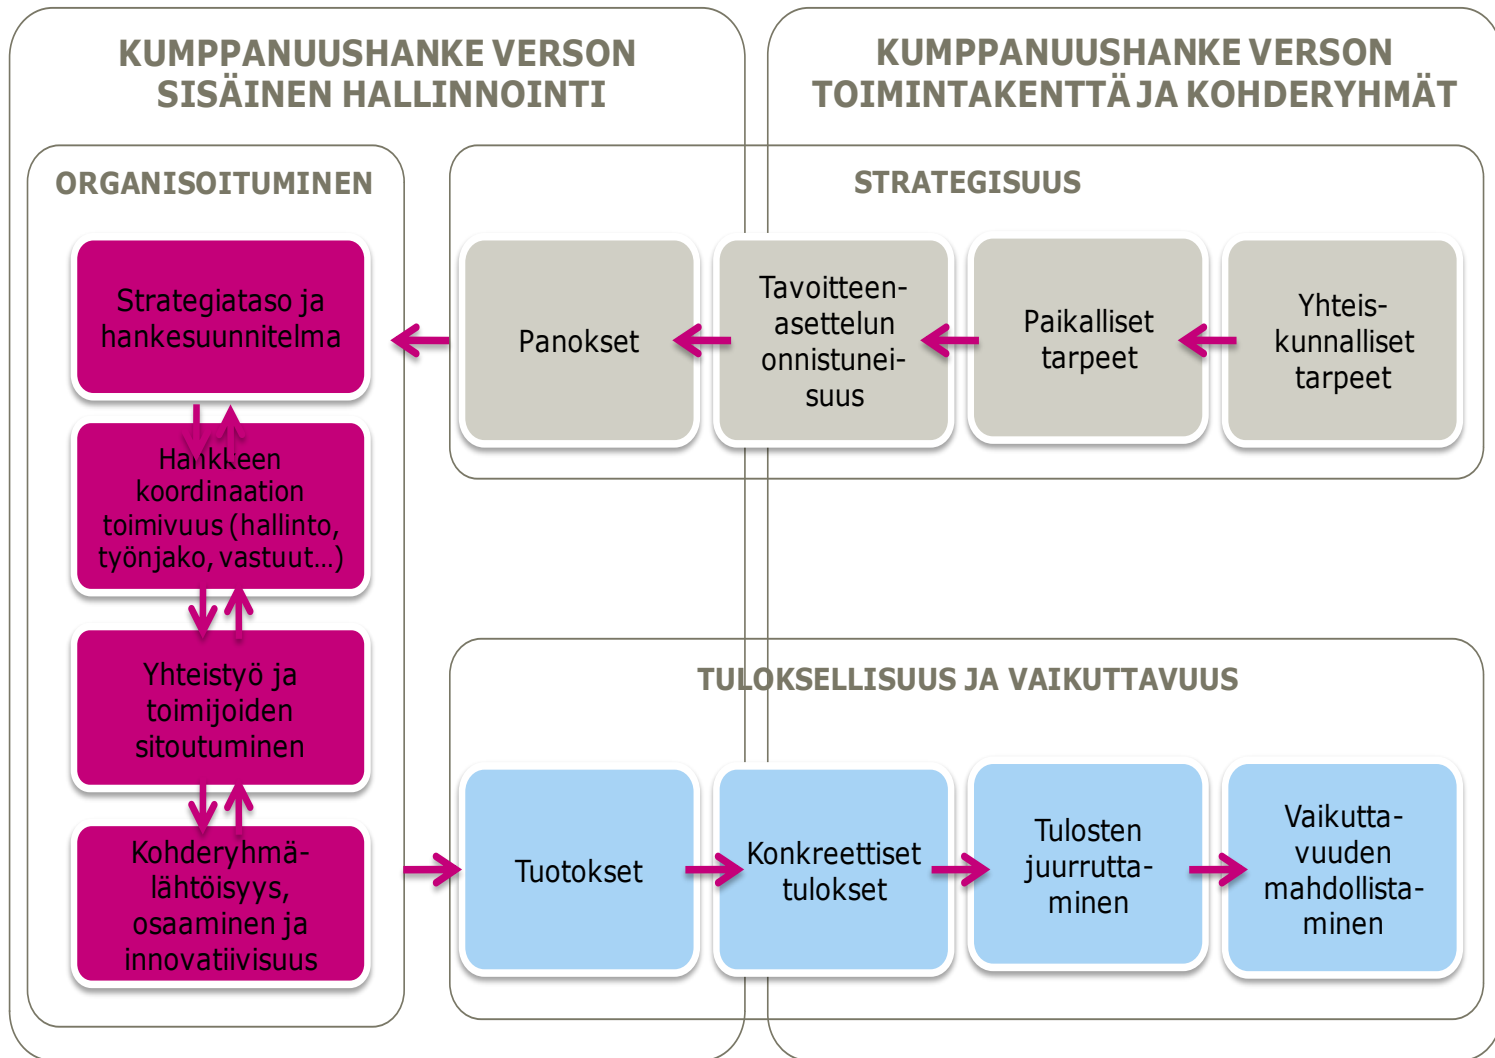 KUMPPANUUSHANKE VERSON
SISÄINEN HALLINNOINTI
KUMPPANUUSHANKE VERSON
TOIMINTAKENTTÄ JA KOHDERYHMÄT
ORGANISOITUMINEN
Strategiataso ja
hankesuunnitelma
Hankkeen
koordinaation
toimivuus (hallinto,
työnjako, vastuut…)
Yhteistyö ja
toimijoiden
sitoutuminen
Kohderyhmä-
lähtöisyys,
osaaminen ja
innovatiivisuus
STRATEGISUUS
Panokset
Tavoitteen-
asettelun
onnistunei-
suus
Paikalliset
tarpeet
Yhteis-
kunnalliset
tarpeet
TULOKSELLISUUS JA VAIKUTTAVUUS
Tuotokset
Konkreettiset
tulokset
Tulosten
juurrutta-
minen
Vaikutta-
vuuden
mahdollista-
minen